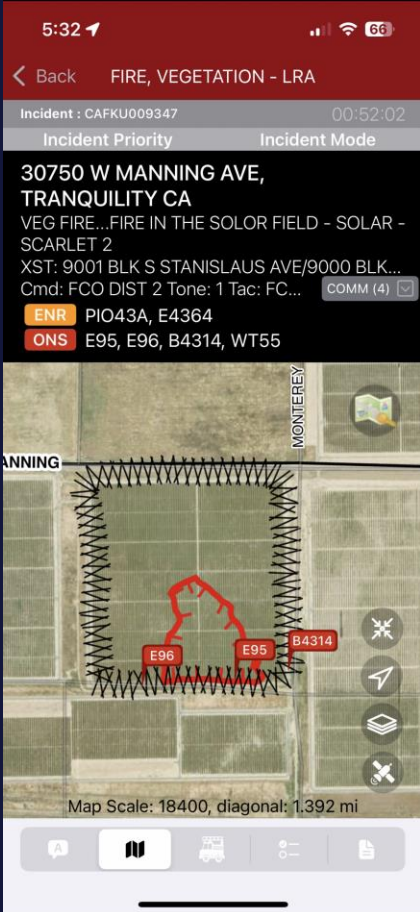 5:32
66
Back FIRE, VEGETATION - LRA
Incident : CAFKU009347 00:52:02
Incident Priority Incident Mode
30750 W MANNING AVE,
TRANQUILITY CA
VEG FIRE...FIRE IN THE SOLOR FIELD - SOLAR -
SCARLET 2
XST: 9001 BLK S STANISLAUS AVE/9000 BLK...
Cmd: FCO DIST 2 Tone: 1 Tac: FC... COMM (4)
ENR PIO43A, E4364
ONS E95, E96, B4314, WT55
MONTEREY
ANNING
B4314
E96 E95
Map Scale: 18400, diagonal: 1.392 mi
A